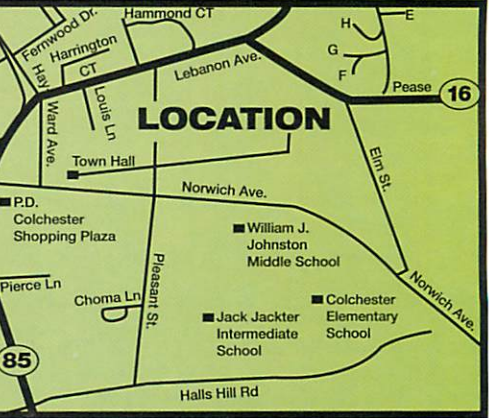 Fernwood Dr.
Hammond CT
E
H
Harrington
CT
G
F
Lebanon Ave.
Hay
Pease
16
Louis Ln
Ward Ave.
LOCATION
Town Hall
Elm St.
Norwich Ave.
P.D.
Colchester
Shopping Plaza
William J.
Johnston
Middle School
Pleasant St.
Pierce Ln
Choma Ln
Norwich Ave.
Colchester
Elementary
School
Jack Jackter
Intermediate
School
85
Halls Hill Rd